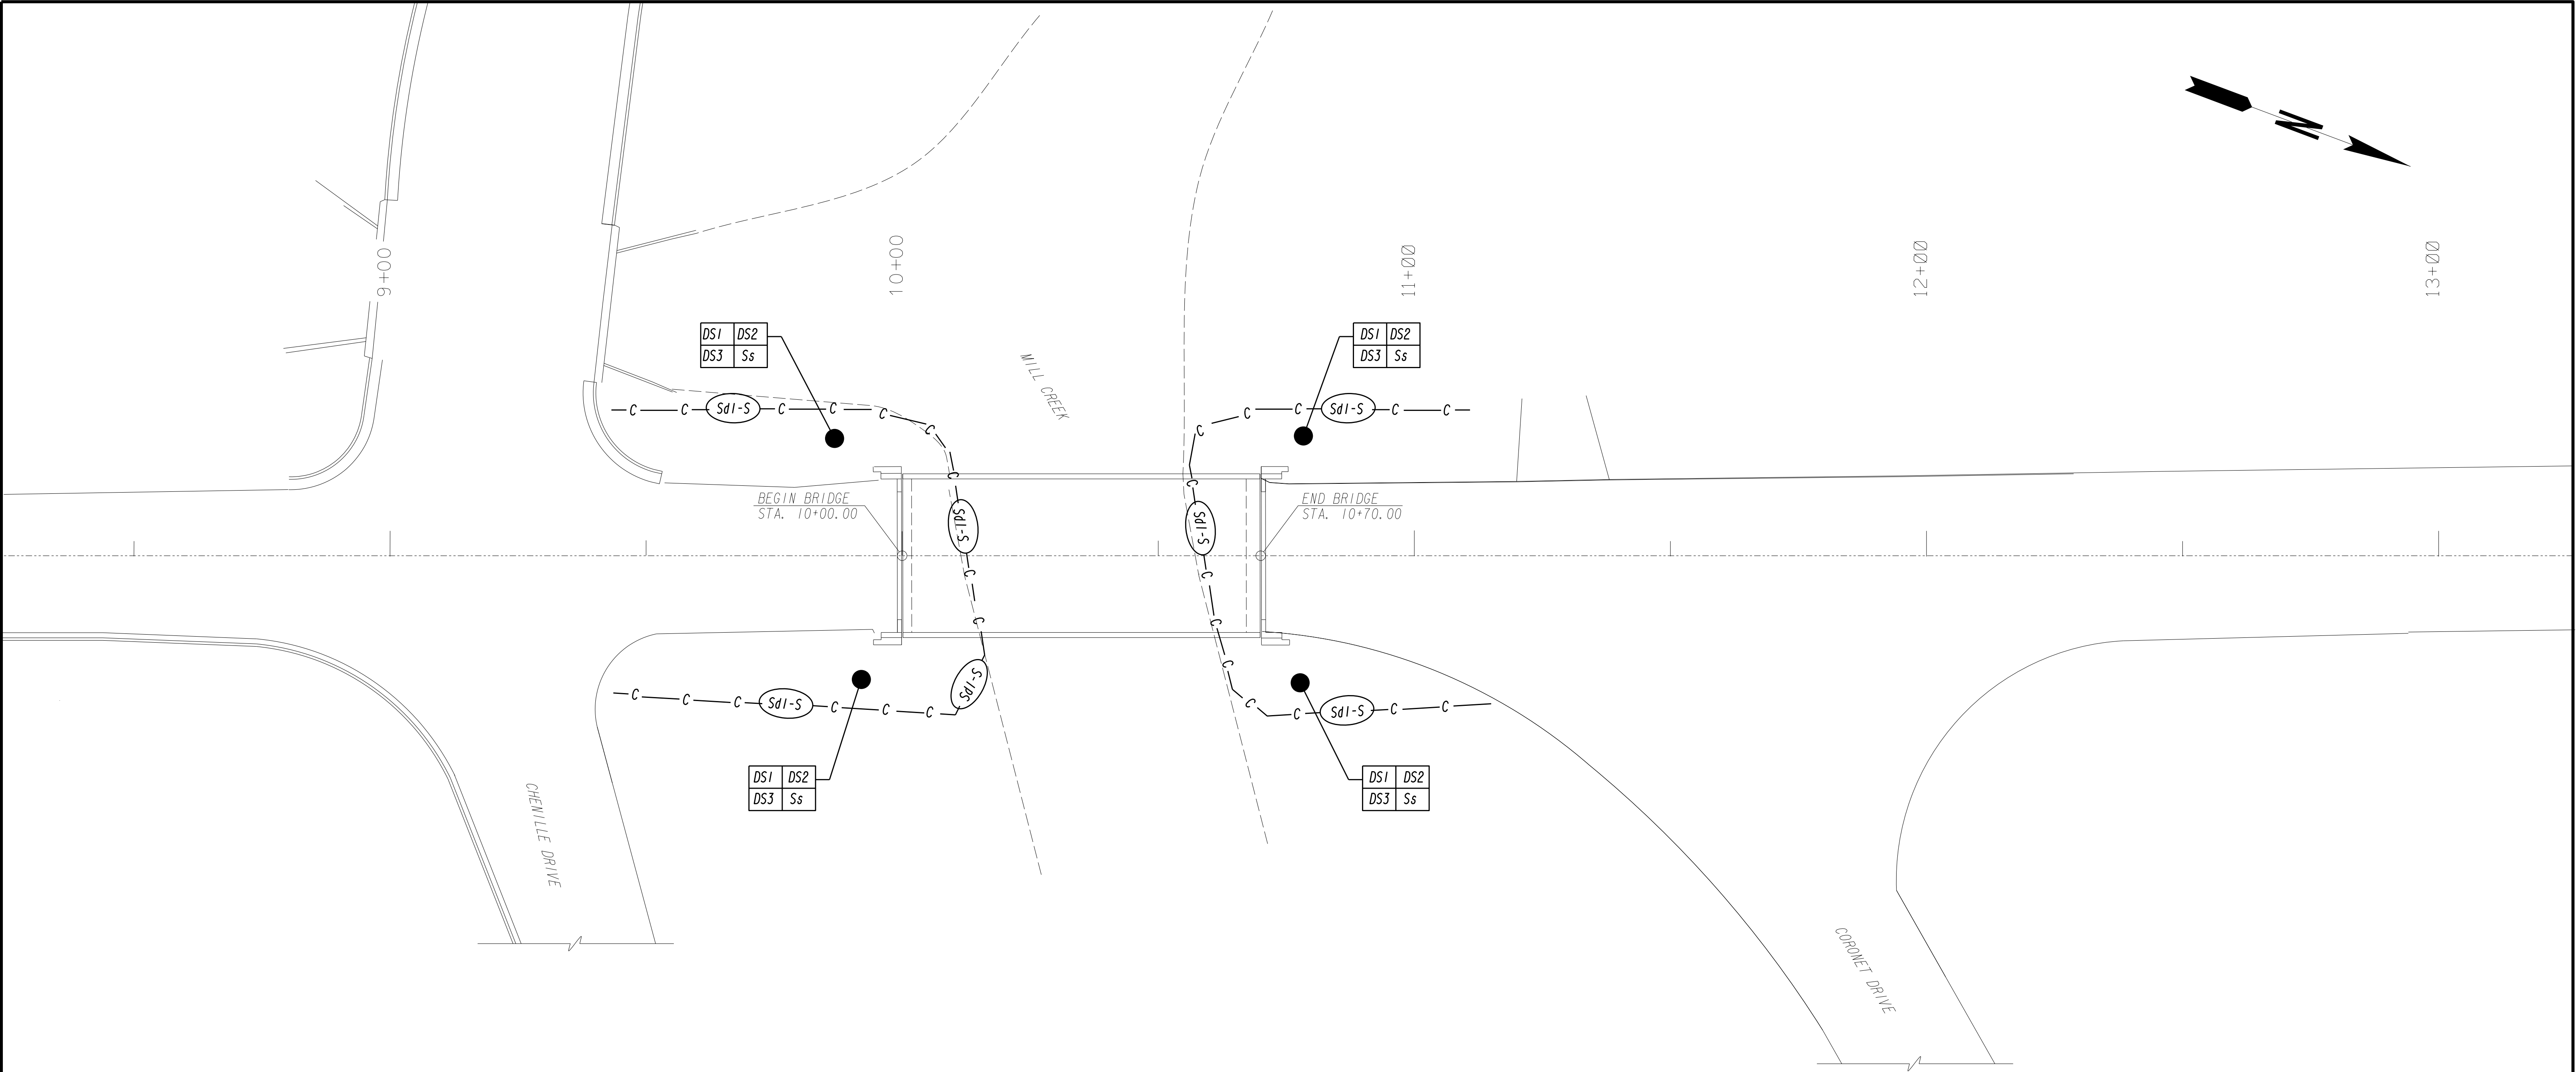 N
9+00
10+00
11+00
12+00
13+00
DS1 DS2
DS3 Ss
DS1 DS2
DS3 Ss
MILL CREEK
C C Sd1-S C C C C C
C C C Sd1-S C C
BEGIN BRIDGE
STA. 10+00.00
END BRIDGE
STA. 10+70.00
Sd1-S
Sd1-S
C
C
C
C
C
Sd1-S
C C C Sd1-S C C C
C C Sd1-S C C
DS1 DS2
DS3 Ss
DS1 DS2
DS3 Ss
CHENILLE DRIVE
CORONET DRIVE